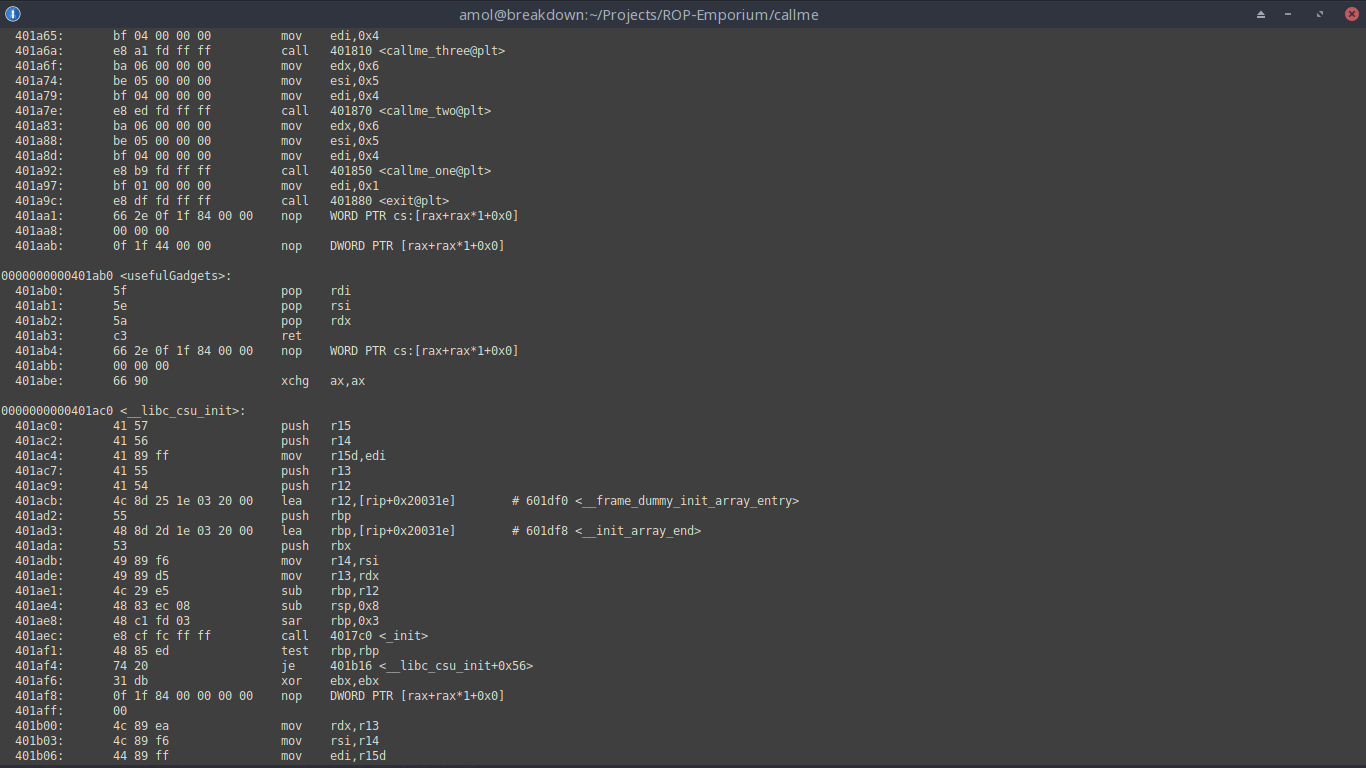 amol@breakdown:~/Projects/ROP-Emporium/callme
401a65: bf 04 00 00 00 mov edi,0x4
401a6a: e8 a1 fd ff ff call 401810 <callme_three@plt>
401a6f: ba 06 00 00 00 mov edx,0x6
401a74: be 05 00 00 00 mov esi,0x5
401a79: bf 04 00 00 00 mov edi,0x4
401a7e: e8 ed fd ff ff call 401870 <callme_two@plt>
401a83: ba 06 00 00 00 mov edx,0x6
401a88: be 05 00 00 00 mov esi,0x5
401a8d: bf 04 00 00 00 mov edi,0x4
401a92: e8 b9 fd ff ff call 401850 <callme_one@plt>
401a97: bf 01 00 00 00 mov edi,0x1
401a9c: e8 df fd ff ff call 401880 <exit@plt>
401aa1: 66 2e 0f 1f 84 00 00 nop WORD PTR cs:[rax+rax*1+0x0]
401aa8: 00 00 00
401aab: 0f 1f 44 00 00 nop DWORD PTR [rax+rax*1+0x0]
0000000000401ab0 <usefulGadgets>:
401ab0: 5f pop rdi
401ab1: 5e pop rsi
401ab2: 5a pop rdx
401ab3: c3 ret
401ab4: 66 2e 0f 1f 84 00 00 nop WORD PTR cs:[rax+rax*1+0x0]
401abb: 00 00 00
401abe: 66 90 xchg ax,ax
0000000000401ac0 <__libc_csu_init>:
401ac0: 41 57 push r15
401ac2: 41 56 push r14
401ac4: 41 89 ff mov r15d,edi
401ac7: 41 55 push r13
401ac9: 41 54 push r12
401acb: 4c 8d 25 1e 03 20 00 lea r12,[rip+0x20031e] # 601df0 <__frame_dummy_init_array_entry>
401ad2: 55 push rbp
401ad3: 48 8d 2d 1e 03 20 00 lea rbp,[rip+0x20031e] # 601df8 <__init_array_end>
401ada: 53 push rbx
401adb: 49 89 f6 mov r14,rsi
401ade: 49 89 d5 mov r13,rdx
401ae1: 4c 29 e5 sub rbp,r12
401ae4: 48 83 ec 08 sub rsp,0x8
401ae8: 48 c1 fd 03 sar rbp,0x3
401aec: e8 cf fc ff ff call 4017c0 <_init>
401af1: 48 85 ed test rbp,rbp
401af4: 74 20 je 401b16 <__libc_csu_init+0x56>
401af6: 31 db xor ebx,ebx
401af8: 0f 1f 84 00 00 00 00 nop DWORD PTR [rax+rax*1+0x0]
401aff: 00
401b00: 4c 89 ea mov rdx,r13
401b03: 4c 89 f6 mov rsi,r14
401b06: 44 89 ff mov edi,r15d